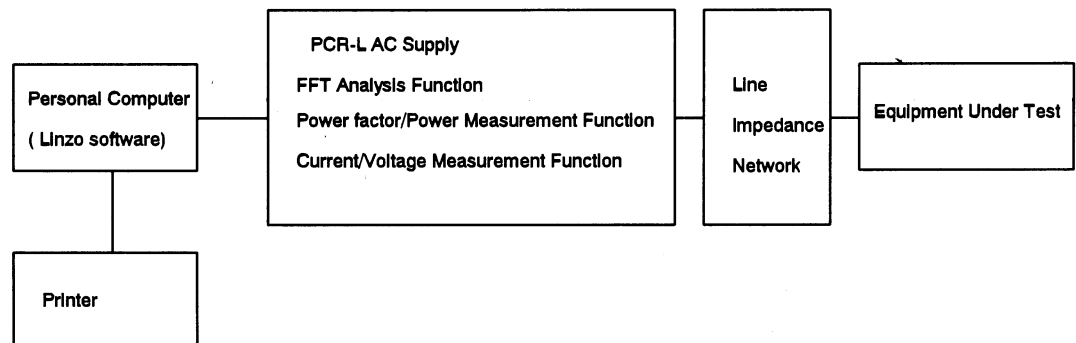 PCR-L AC Supply
FFT Analysis Function
Power factor/Power Measurement Function
Current/Voltage Measurement Function
Personal Computer
( Linzo software)
Line
Impedance
Network
Equipment Under Test
Printer